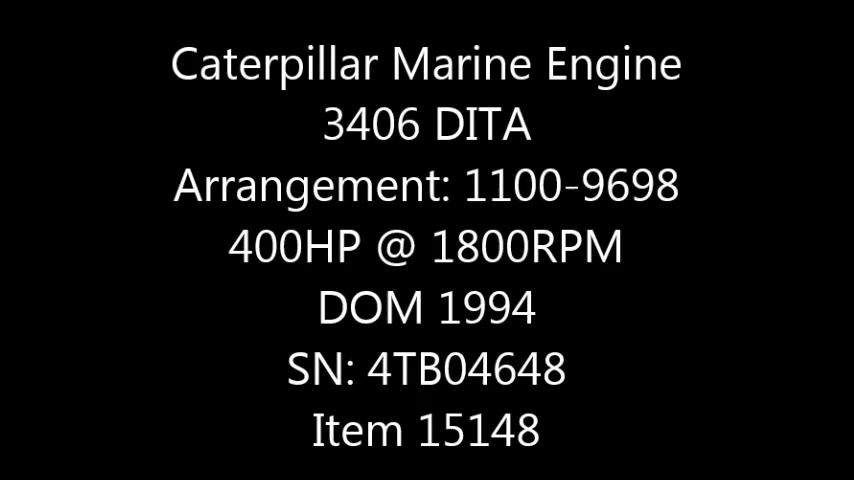 Caterpillar Marine Engine
3406 DITA
Arrangement: 1100-9698
400HP @ 1800RPM
DOM 1994
SN: 4TB04648
Item 15148